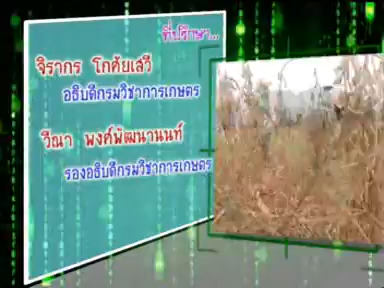 ที่ปรึกษา...
จิรากร โกศัยเสวี
อธิบดีกรมวิชาการเกษตร
วีณา พงศ์พัฒนานนท์
รองอธิบดีกรมวิชาการเกษตร